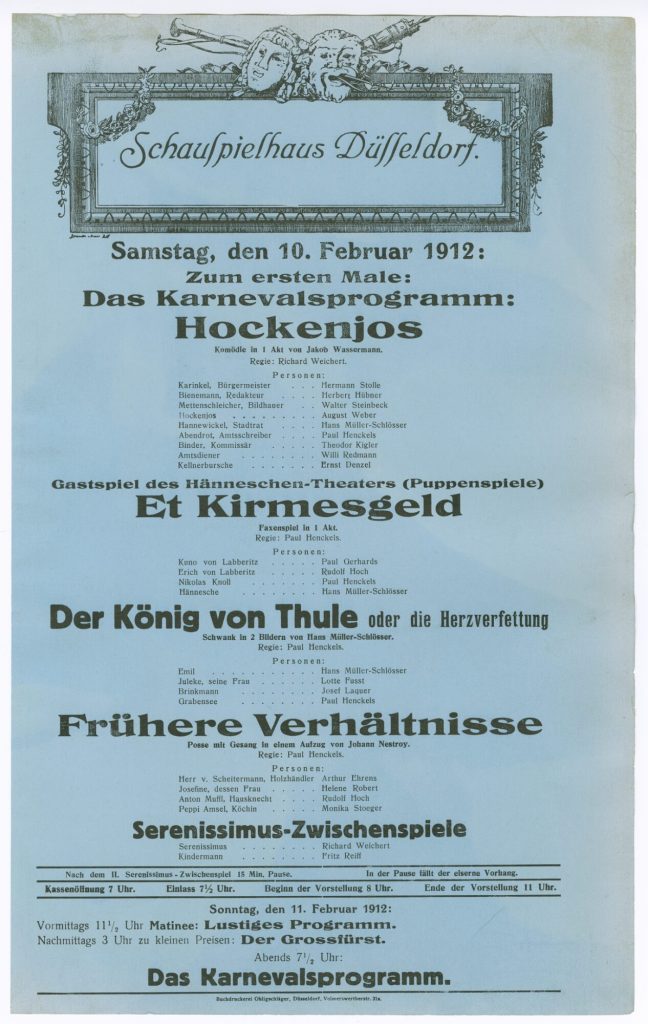 Schauſpielhaus Düſſeldorf.
Samstag, den 10. Februar 1912:
Zum ersten Male:
Das Karnevalsprogramm:
Hockenjos
Komödie in 1 Akt von Jakob Wassermann.
Regie: Richard Weichert.
Personen:
Karinkel, Bürgermeister . . . Hermann Stolle
Bienemann, Redakteur . . . . Herbert Hübner
Mettenschleicher, Bildhauer . . Walter Steinbeck
Hockenjos . . . . . . . . . August Weber
Hannewickel, Stadtrat . . . . Hans Müller-Schlösser
Abendrot, Amtsschreiber . . . . Paul Henckels
Binder, Kommissär . . . . . Theodor Kigler
Amtsdiener . . . . . . . Willi Redmann
Kellnerbursche . . . . . . . Ernst Denzel
Gastspiel des Hänneschen-Theaters (Puppenspiele)
Et Kirmesgeld
Faxenspiel in 1 Akt.
Regie: Paul Henckels.
Personen:
Kuno von Labberitz . . . . . Paul Gerhards
Erich von Labberitz . . . . . Rudolf Hoch
Nikolas Knoll . . . . . . . . Paul Henckels
Hännesche . . . . . . . . Hans Müller-Schlösser
Der König von Thule oder die Herzverfettung
Schwank in 2 Bildern von Hans Müller-Schlösser.
Regie: Paul Henckels.
Personen:
Emil . . . . . . . . . . . Hans Müller-Schlösser
Juleke, seine Frau . . . . . . Lotte Fusst
Brinkmann . . . . . . . Josef Laquer
Grabensee . . . . . . . . Paul Henckels
Frühere Verhältnisse
Posse mit Gesang in einem Aufzug von Johann Nestroy.
Regie: Paul Henckels.
Personen:
Herr v. Scheitermann, Holzhändler Arthur Ehrens
Josefine, dessen Frau . . . . . Helene Robert
Anton Muffl, Hausknecht . . . . Rudolf Hoch
Peppi Amsel, Köchin . . . . . Monika Stoeger
Serenissimus-Zwischenspiele
Serenissimus . . . . . . . Richard Weichert
Kindermann . . . . . . . Fritz Reiff
Nach dem II. Serenissimus-Zwischenspiel 15 Min. Pause. In der Pause fällt der eiserne Vorhang.
Kassenöffnung 7 Uhr. Einlass 7½ Uhr. Beginn der Vorstellung 8 Uhr. Ende der Vorstellung 11 Uhr.
Sonntag, den 11. Februar 1912:
Vormittags 11½ Uhr Matinee: Lustiges Programm.
Nachmittags 3 Uhr zu kleinen Preisen: Der Grossfürst.
Abends 7½ Uhr:
Das Karnevalsprogramm.
Buchdruckerei Ohligschläger, Düsseldorf, Volmerswertherstr. 21a.